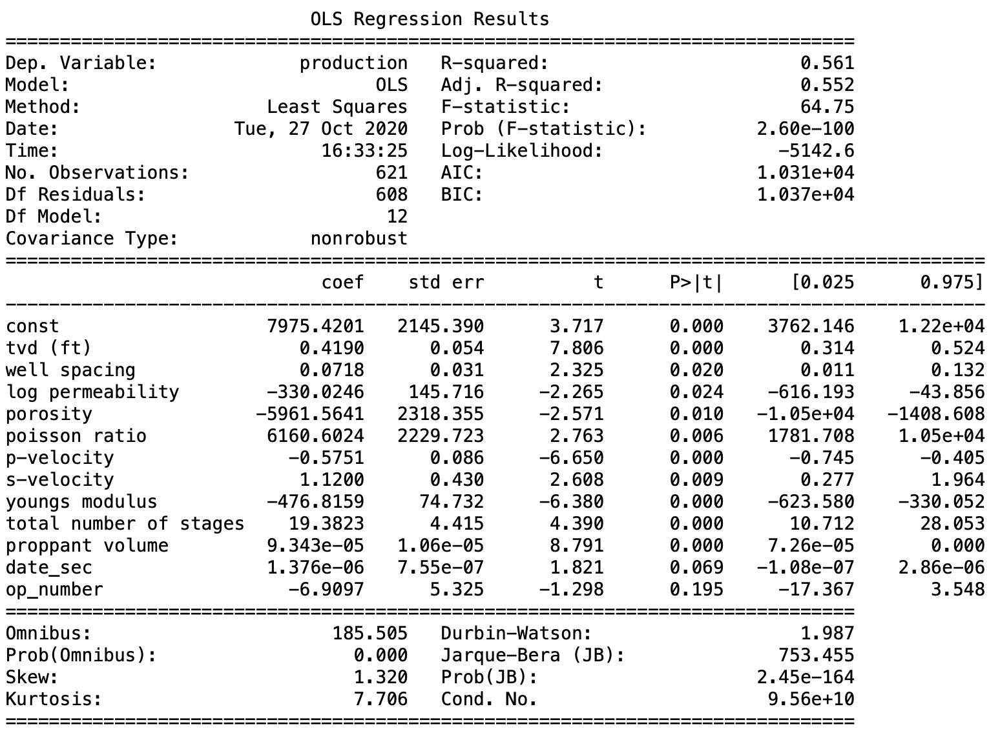 OLS Regression Results
==============================================================================
Dep. Variable: production R-squared: 0.561
Model: OLS Adj. R-squared: 0.552
Method: Least Squares F-statistic: 64.75
Date: Tue, 27 Oct 2020 Prob (F-statistic): 2.60e-100
Time: 16:33:25 Log-Likelihood: -5142.6
No. Observations: 621 AIC: 1.031e+04
Df Residuals: 608 BIC: 1.037e+04
Df Model: 12
Covariance Type: nonrobust
==========================================================================================
coef std err t P>|t| [0.025 0.975]
------------------------------------------------------------------------------------------
const 7975.4201 2145.390 3.717 0.000 3762.146 1.22e+04
tvd (ft) 0.4190 0.054 7.806 0.000 0.314 0.524
well spacing 0.0718 0.031 2.325 0.020 0.011 0.132
log permeability -330.0246 145.716 -2.265 0.024 -616.193 -43.856
porosity -5961.5641 2318.355 -2.571 0.010 -1.05e+04 -1408.608
poisson ratio 6160.6024 2229.723 2.763 0.006 1781.708 1.05e+04
p-velocity -0.5751 0.086 -6.650 0.000 -0.745 -0.405
s-velocity 1.1200 0.430 2.608 0.009 0.277 1.964
youngs modulus -476.8159 74.732 -6.380 0.000 -623.580 -330.052
total number of stages 19.3823 4.415 4.390 0.000 10.712 28.053
proppant volume 9.343e-05 1.06e-05 8.791 0.000 7.26e-05 0.000
date_sec 1.376e-06 7.55e-07 1.821 0.069 -1.08e-07 2.86e-06
op_number -6.9097 5.325 -1.298 0.195 -17.367 3.548
==============================================================================
Omnibus: 185.505 Durbin-Watson: 1.987
Prob(Omnibus): 0.000 Jarque-Bera (JB): 753.455
Skew: 1.320 Prob(JB): 2.45e-164
Kurtosis: 7.706 Cond. No. 9.56e+10
==============================================================================